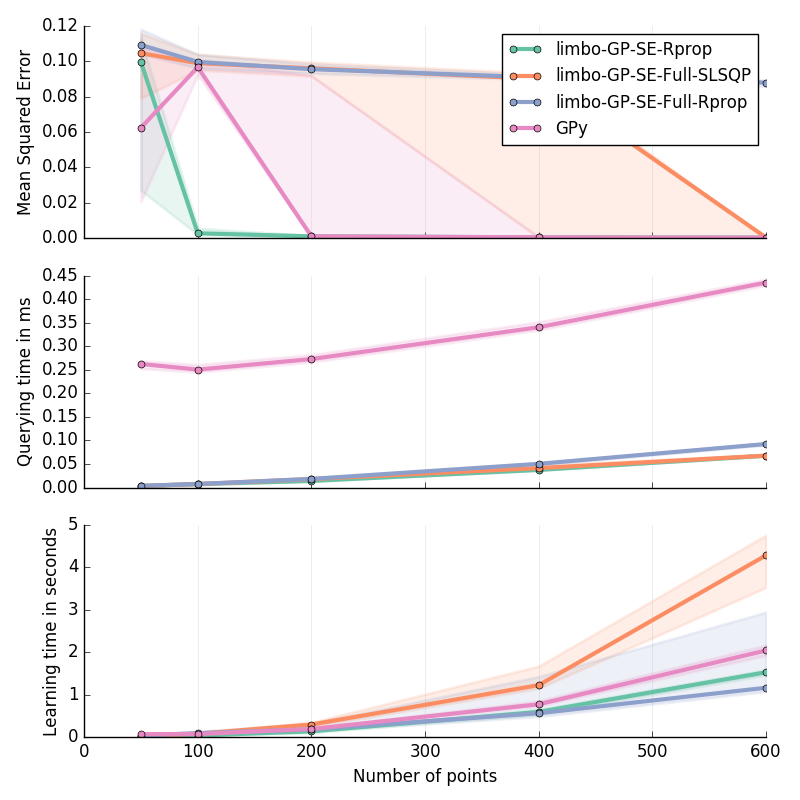 0.12
0.10
0.08
0.06
0.04
0.02
0.00
Mean Squared Error
limbo-GP-SE-Rprop
limbo-GP-SE-Full-SLSQP
limbo-GP-SE-Full-Rprop
GPy
0.45
0.40
0.35
0.30
0.25
0.20
0.15
0.10
0.05
0.00
Querying time in ms
5
4
3
2
1
0
Learning time in seconds
0 100 200 300 400 500 600
Number of points